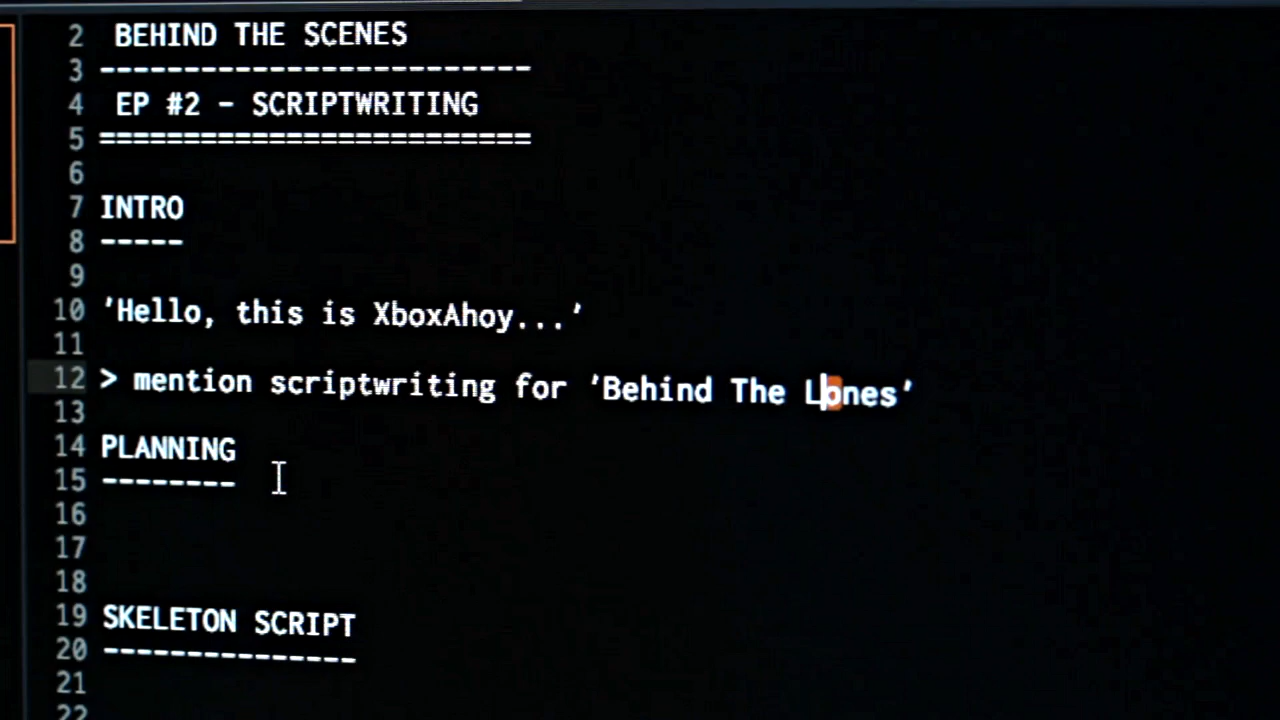 2 BEHIND THE SCENES
3 -------------------------
4 EP #2 - SCRIPTWRITING
5 =========================
6
7 INTRO
8 -----
9
10 'Hello, this is XboxAhoy...'
11
12 > mention scriptwriting for 'Behind The Lones'
13
14 PLANNING
15 --------
16
17
18
19 SKELETON SCRIPT
20 ---------------
21
22